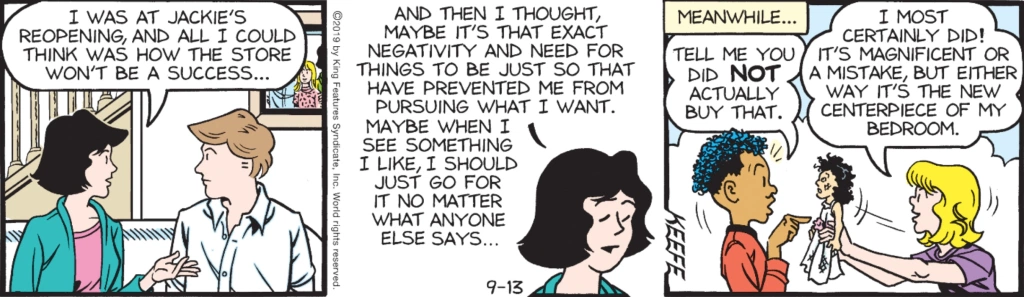 I WAS AT JACKIE'S
REOPENING, AND ALL I COULD
THINK WAS HOW THE STORE
WON'T BE A SUCCESS...
©2019 by King Features Syndicate, Inc. World rights reserved.
AND THEN I THOUGHT,
MAYBE IT'S THAT EXACT
NEGATIVITY AND NEED FOR
THINGS TO BE JUST SO THAT
HAVE PREVENTED ME FROM
PURSUING WHAT I WANT.
MAYBE WHEN I
SEE SOMETHING
I LIKE, I SHOULD
JUST GO FOR
IT NO MATTER
WHAT ANYONE
ELSE SAYS...
9-13
MEANWHILE...
TELL ME YOU
DID NOT
ACTUALLY
BUY THAT.
I MOST
CERTAINLY DID!
IT'S MAGNIFICENT OR
A MISTAKE, BUT EITHER
WAY IT'S THE NEW
CENTERPIECE OF MY
BEDROOM.
KEEFE